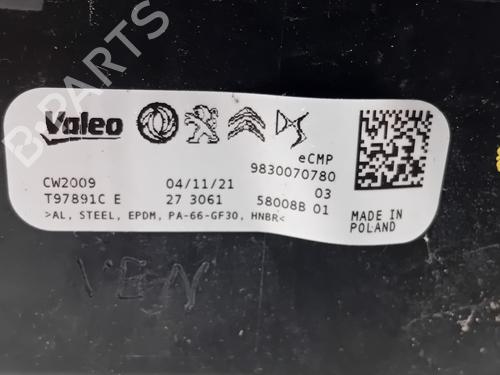 Valeo
eCMP
9830070780
CW2009 04/11/21 03
T97891C E 27 3061 58008B 01
>AL, STEEL, EPDM, PA-66-GF30, HNBR<
MADE IN
POLAND
B-PARTS